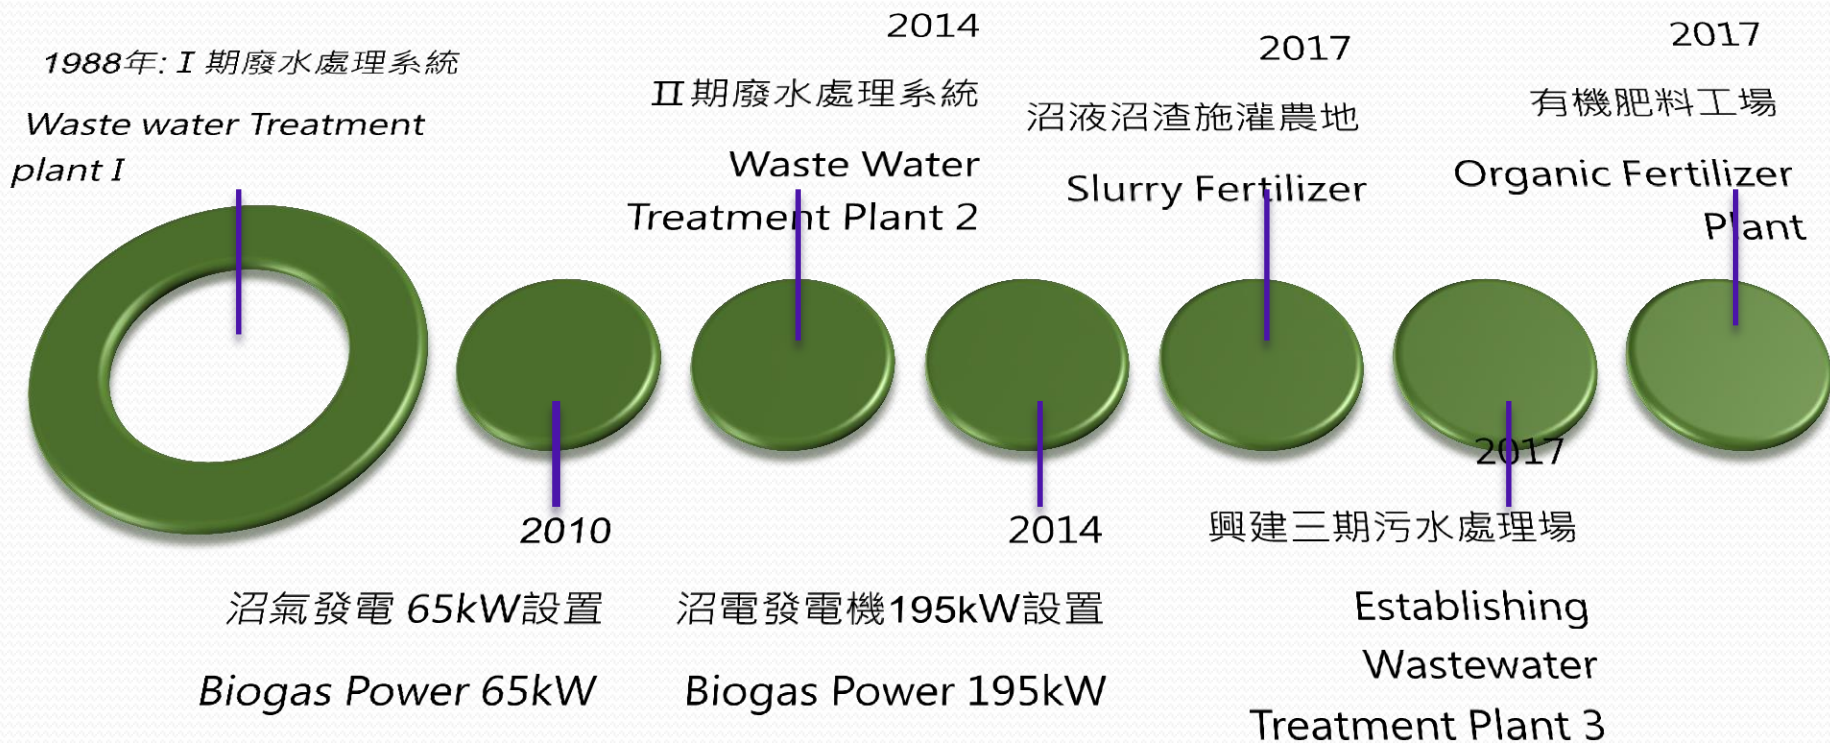 1988年: I 期廢水處理系統
Waste water Treatment
plant I
2010
沼氣發電 65kW設置
Biogas Power 65kW
2014
II期廢水處理系統
Waste Water
Treatment Plant 2
2014
沼電發電機195kW設置
Biogas Power 195kW
2017
沼液沼渣施灌農地
Slurry Fertilizer
2017
興建三期污水處理場
Establishing
Wastewater
Treatment Plant 3
2017
有機肥料工場
Organic Fertilizer
Plant